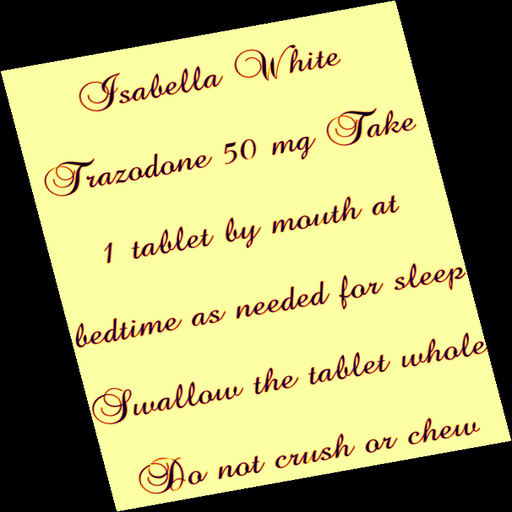 Isabella White
Trazodone 50 mg Take
1 tablet by mouth at
bedtime as needed for sleep
Swallow the tablet whole
Do not crush or chew